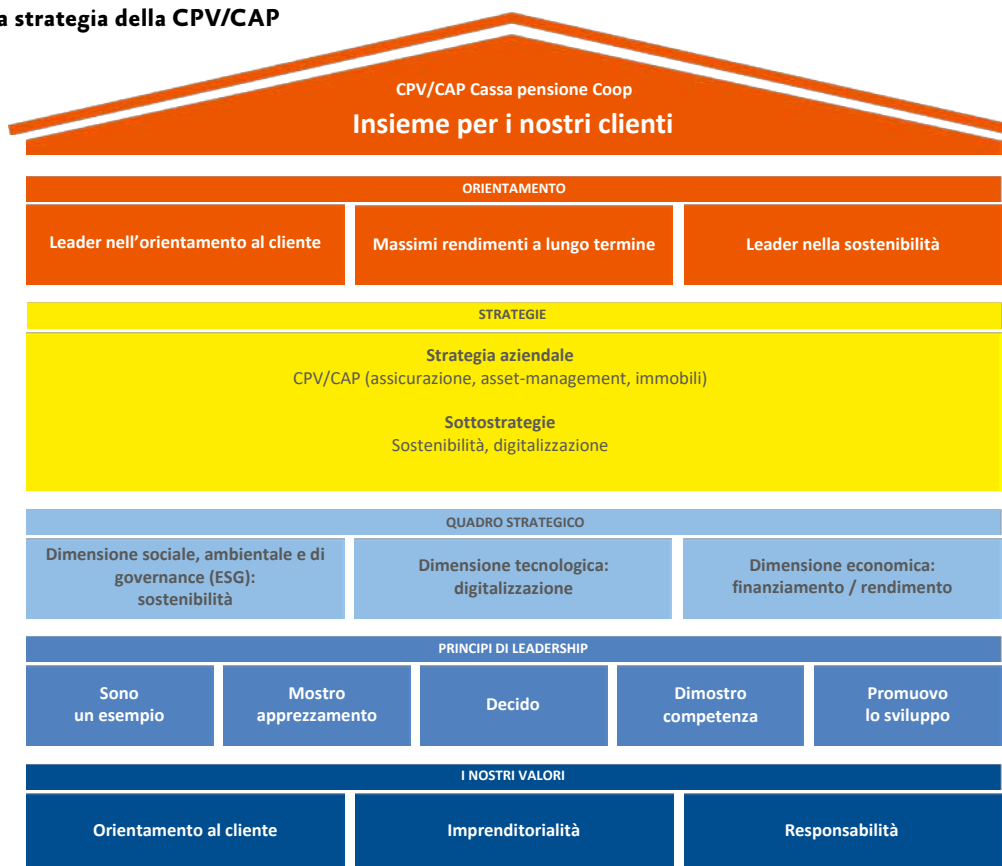 a strategia della CPV/CAP
CPV/CAP Cassa pensione Coop
Insieme per i nostri clienti
ORIENTAMENTO
Leader nell'orientamento al cliente
Massimi rendimenti a lungo termine
Leader nella sostenibilità
STRATEGIE
Strategia aziendale
CPV/CAP (assicurazione, asset-management, immobili)
Sottostrategie
Sostenibilità, digitalizzazione
QUADRO STRATEGICO
Dimensione sociale, ambientale e di
governance (ESG):
sostenibilità
Dimensione tecnologica:
digitalizzazione
Dimensione economica:
finanziamento / rendimento
PRINCIPI DI LEADERSHIP
Sono
un esempio
Mostro
apprezzamento
Decido
Dimostro
competenza
Promuovo
lo sviluppo
I NOSTRI VALORI
Orientamento al cliente
Imprenditorialità
Responsabilità